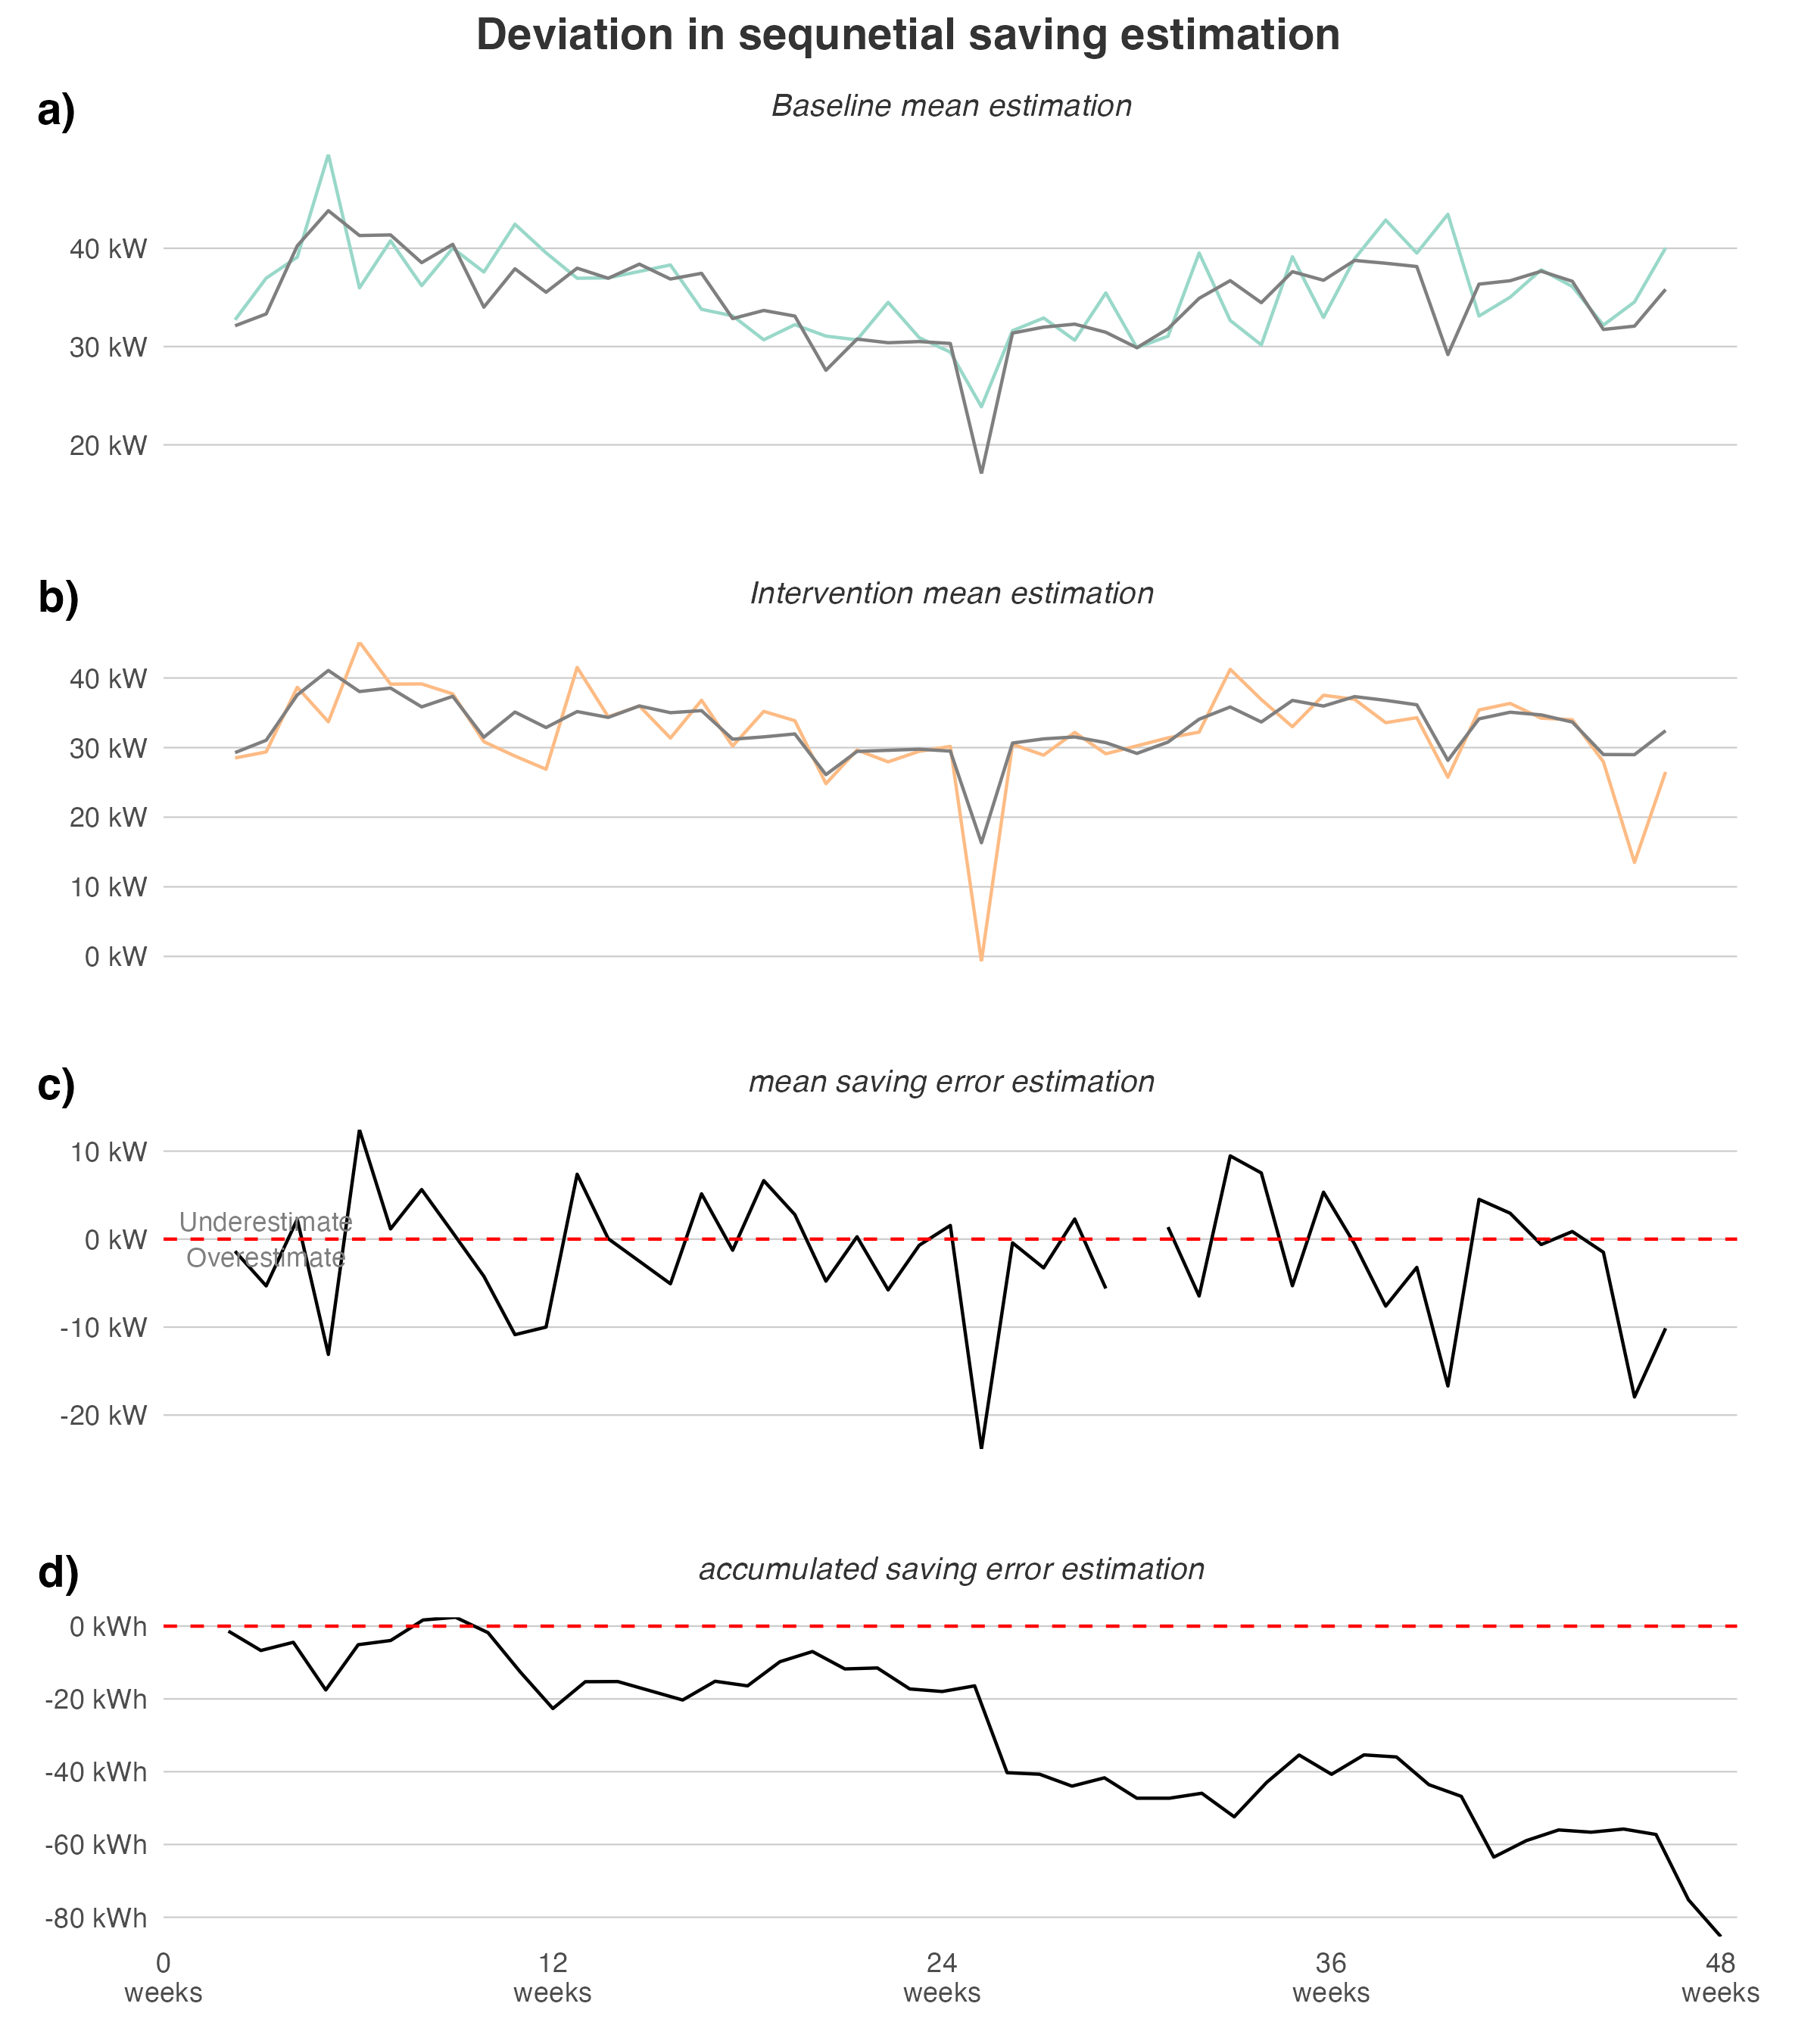 Deviation in sequnetial saving estimation
a)
Baseline mean estimation
40 kW
30 kW
20 kW
b)
Intervention mean estimation
40 kW
30 kW
20 kW
10 kW
0 kW
c)
mean saving error estimation
10 kW
Underestimate
0 kW
Overestimate
-10 kW
-20 kW
d)
accumulated saving error estimation
0 kWh
-20 kWh
-40 kWh
-60 kWh
-80 kWh
0 12 24 36 48
weeks weeks weeks weeks weeks